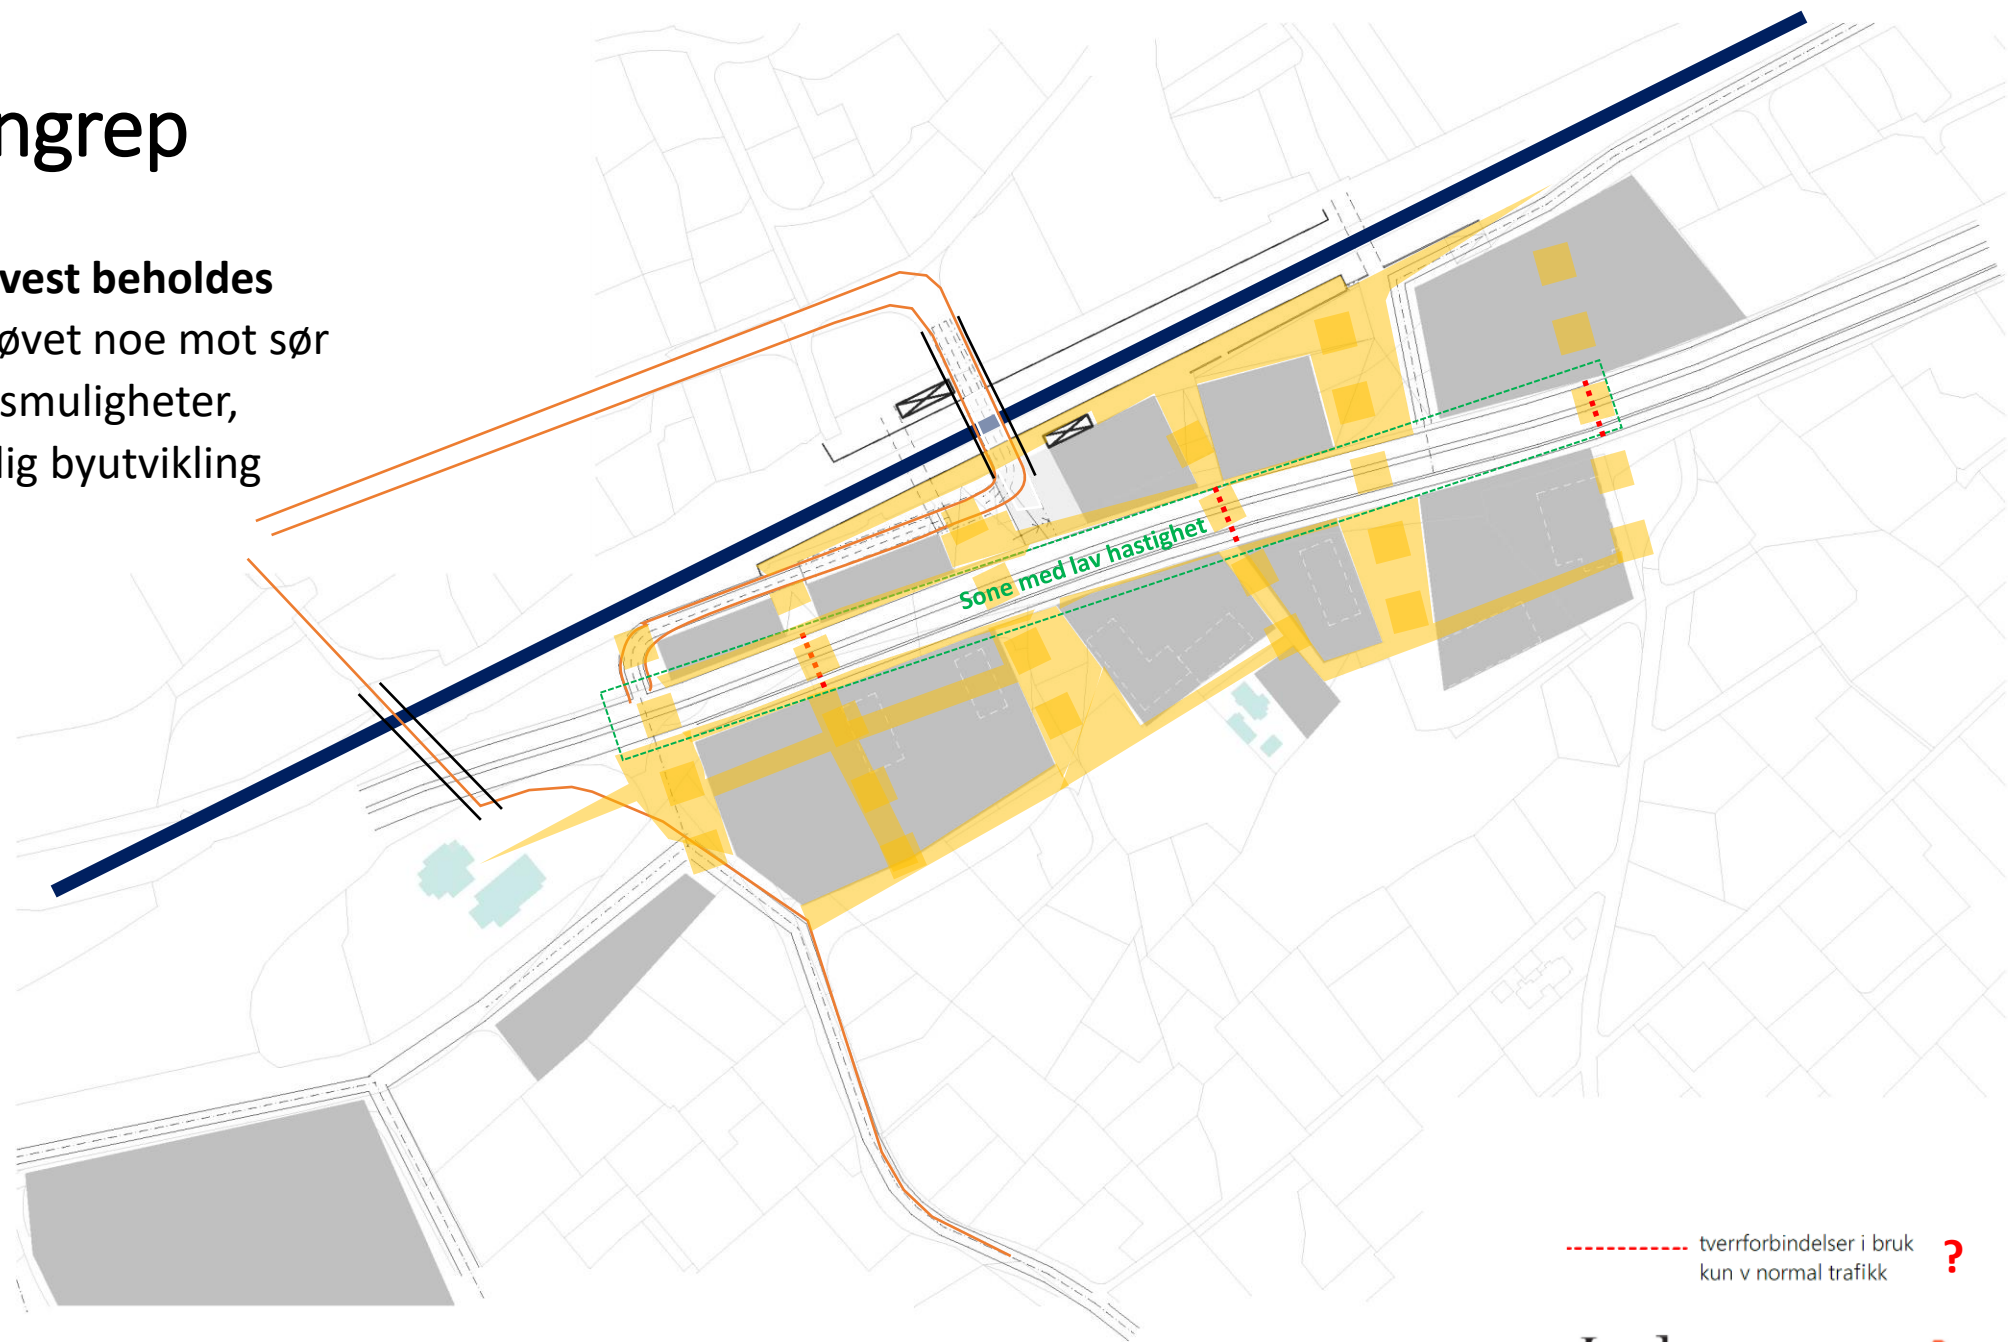 ngrep
vest beholdes
øvet noe mot sør
smuligheter,
lig byutvikling
Sone med lav hastighet
tverrforbindelser i bruk ?
kun v normal trafikk